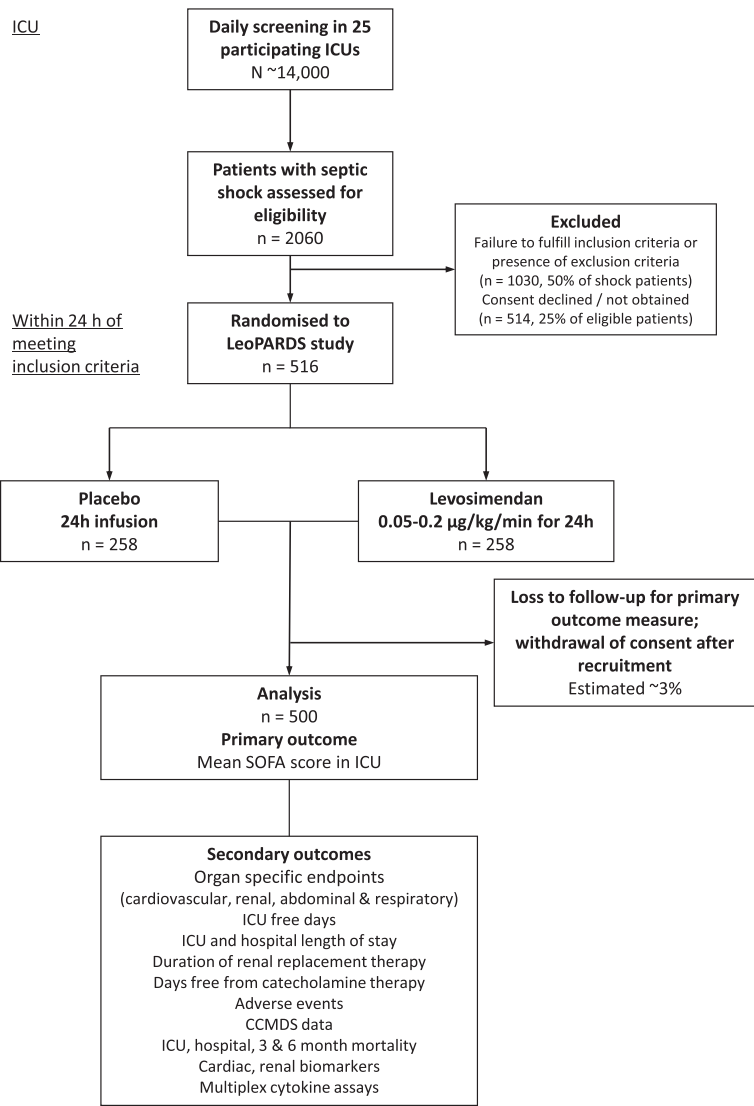 ICU
Daily screening in 25
participating ICUs
N ~14,000
Patients with septic
shock assessed for
eligibility
n = 2060
Excluded
Failure to fulfill inclusion criteria or
presence of exclusion criteria
(n = 1030, 50% of shock patients)
Consent declined / not obtained
(n = 514, 25% of eligible patients)
Within 24 h of
meeting
inclusion criteria
Randomised to
LeoPARDS study
n = 516
Placebo
24h infusion
n = 258
Levosimendan
0.05-0.2 µg/kg/min for 24h
n = 258
Loss to follow-up for primary
outcome measure;
withdrawal of consent after
recruitment
Estimated ~3%
Analysis
n = 500
Primary outcome
Mean SOFA score in ICU
Secondary outcomes
Organ specific endpoints
(cardiovascular, renal, abdominal & respiratory)
ICU free days
ICU and hospital length of stay
Duration of renal replacement therapy
Days free from catecholamine therapy
Adverse events
CCMDS data
ICU, hospital, 3 & 6 month mortality
Cardiac, renal biomarkers
Multiplex cytokine assays